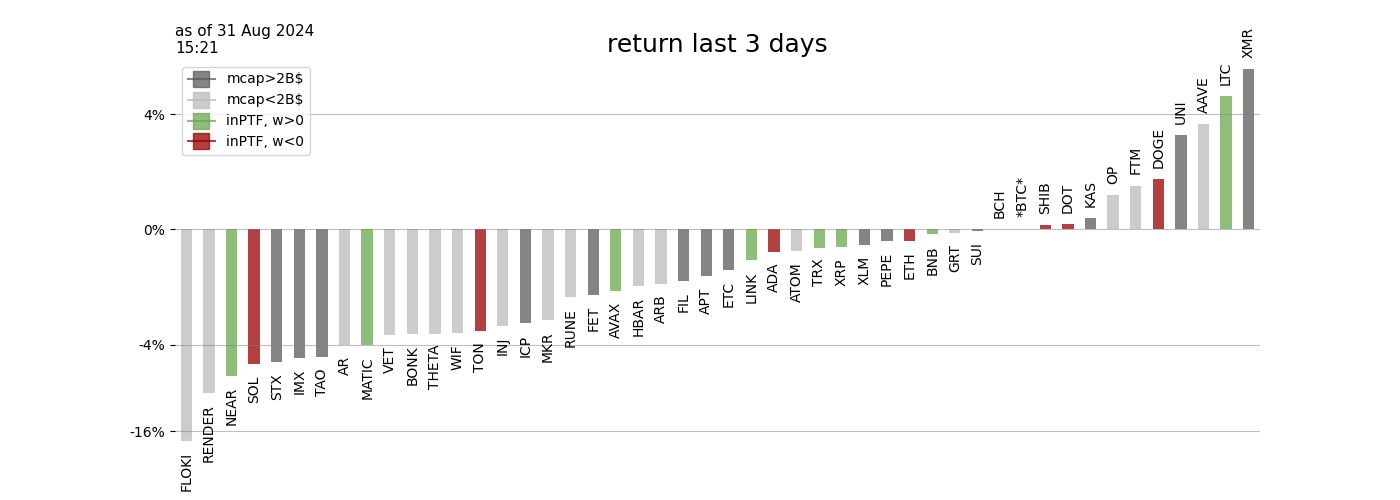 as of 31 Aug 2024
15:21
return last 3 days
mcap>2B$
mcap<2B$
inPTF, w>0
inPTF, w<0
4%
0%
-4%
-16%
FLOKI
RENDER
NEAR
SOL
STX
IMX
TAO
AR
MATIC
VET
BONK
THETA
WIF
TON
INJ
ICP
MKR
RUNE
FET
AVAX
HBAR
ARB
FIL
APT
ETC
LINK
ADA
ATOM
TRX
XRP
XLM
PEPE
ETH
BNB
GRT
SUI
BCH
*BTC*
SHIB
DOT
KAS
OP
FTM
DOGE
UNI
AAVE
LTC
XMR